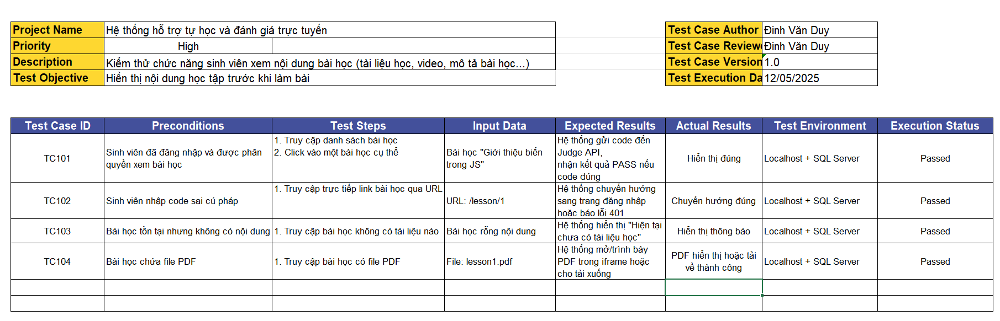 Project Name
Hệ thống hỗ trợ tự học và đánh giá trực tuyến
Test Case Author
Đinh Văn Duy
Priority
High
Test Case Reviewe
Đinh Văn Duy
Description
Kiểm thử chức năng sinh viên xem nội dung bài học (tài liệu học, video, mô tả bài học...)
Test Case Version
1.0
Test Objective
Hiển thị nội dung học tập trước khi làm bài
Test Execution Da
12/05/2025
Test Case ID
Preconditions
Test Steps
Input Data
Expected Results
Actual Results
Test Environment
Execution Status
TC101
Sinh viên đã đăng nhập và được phân
quyền xem bài học
1. Truy cập danh sách bài học
2. Click vào một bài học cụ thể
Bài học "Giới thiệu biến
trong JS"
Hệ thống gửi code đến
Judge API,
nhận kết quả PASS nếu
code đúng
Hiển thị đúng
Localhost + SQL Server
Passed
TC102
Sinh viên nhập code sai cú pháp
1. Truy cập trực tiếp link bài học qua URL
URL: /lesson/1
Hệ thống chuyển hướng
sang trang đăng nhập
hoặc báo lỗi 401
Chuyển hướng đúng
Localhost + SQL Server
Passed
TC103
Bài học tồn tại nhưng không có nội dung
1. Truy cập bài học không có tài liệu nào
Bài học rỗng nội dung
Hệ thống hiển thị "Hiện tại
chưa có tài liệu học"
Hiển thị thông báo
Localhost + SQL Server
Passed
TC104
Bài học chứa file PDF
1. Truy cập bài học có file PDF
File: lesson1.pdf
Hệ thống mở/trình bày
PDF trong iframe hoặc
cho tải xuống
PDF hiển thị hoặc tải
về thành công
Localhost + SQL Server
Passed